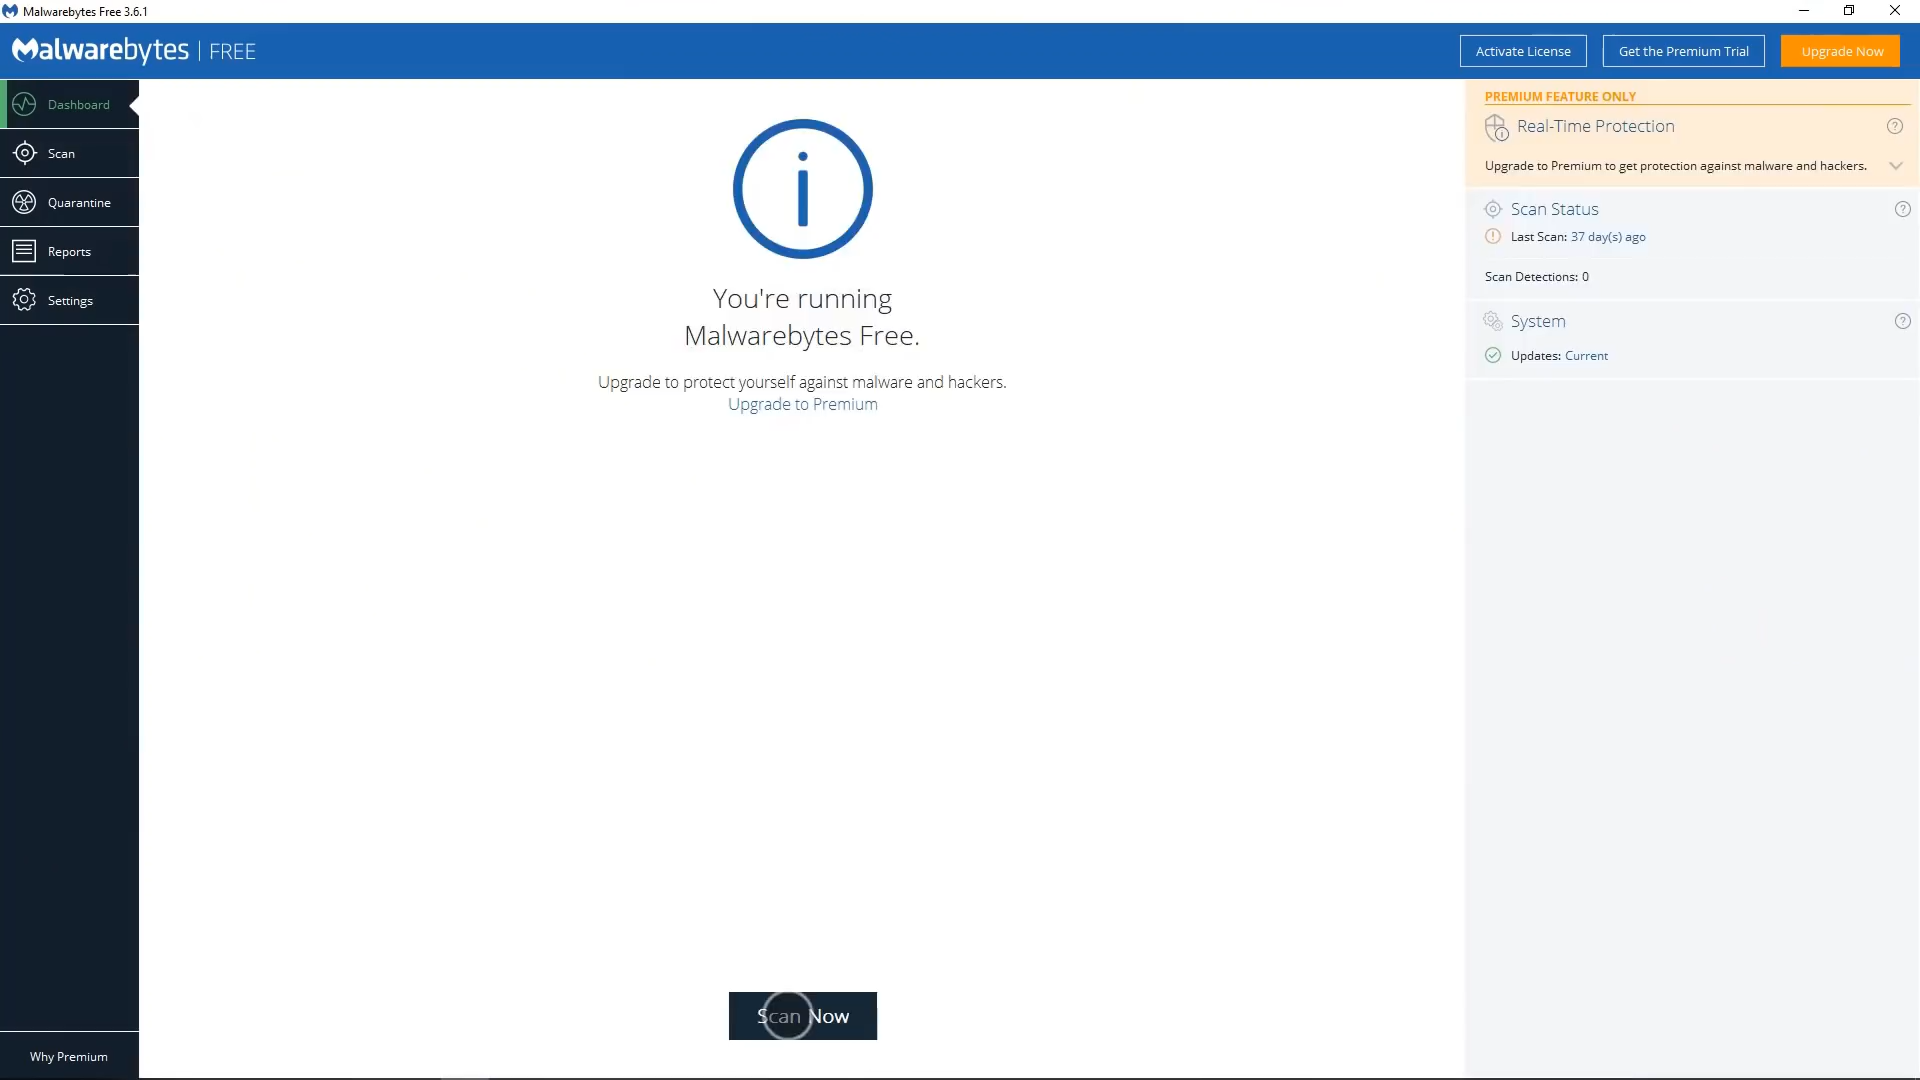 Malwarebytes Free 3.6.1
Malwarebytes | FREE
Activate License
Get the Premium Trial
Upgrade Now
Dashboard
Scan
Quarantine
Reports
Settings
Why Premium
You're running
Malwarebytes Free.
Upgrade to protect yourself against malware and hackers.
Upgrade to Premium
Scan Now
PREMIUM FEATURE ONLY
Real-Time Protection
Upgrade to Premium to get protection against malware and hackers.
Scan Status
Last Scan: 37 day(s) ago
Scan Detections: 0
System
Updates: Current